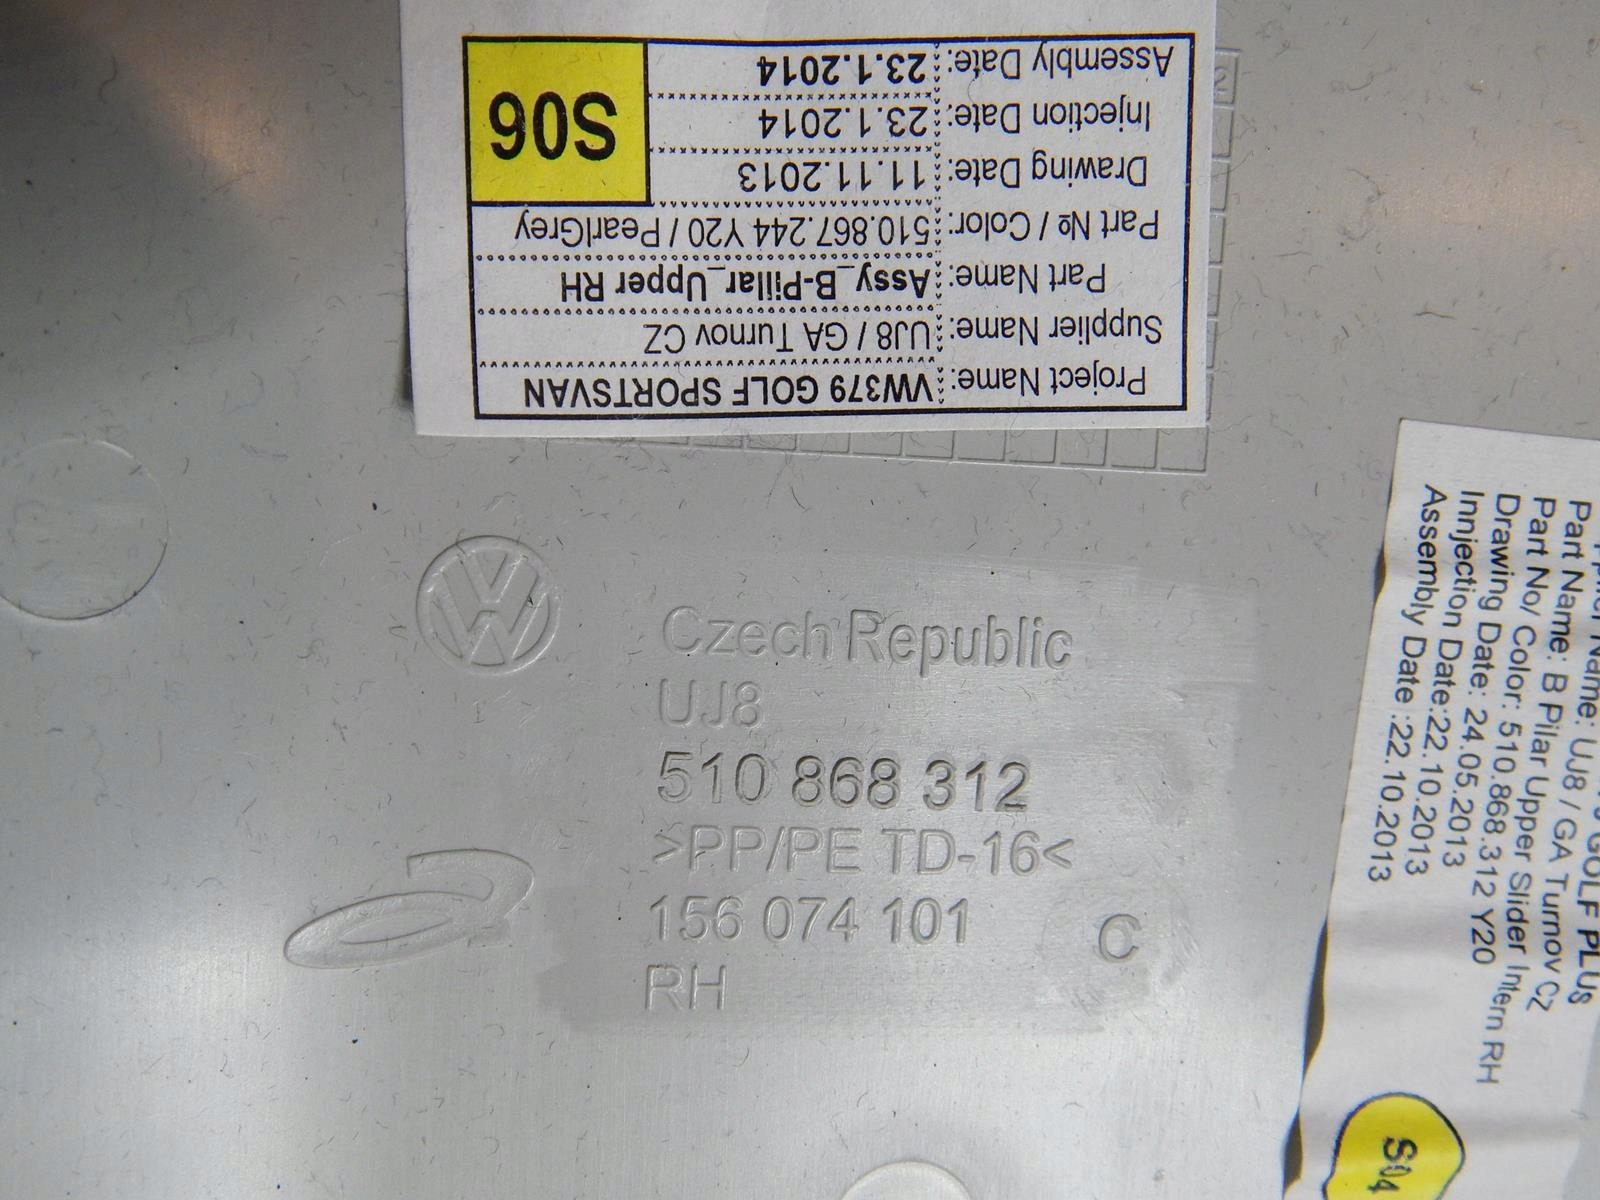 Project Name: VW379 GOLF SPORTSVAN
Supplier Name: UJ8 / GA Turnov CZ
Part Name: Assy_B-Pillar_Upper RH
Part № / Color: 510.867.244 Y20 / PearlGrey
Drawing Date: 11.11.2013
Injection Date: 23.1.2014
Assembly Date: 23.1.2014
S06
VW
Czech Republic
UJ8
510 868 312
>PP/PE TD-16<
156 074 101
C
RH
GOLF PLUs
Name: UJ8 / GA Turnov Cz
Part Name: B Pilar Upper Slider Intern RH
Part No/ Color: 510.868.312 Y20
Drawing Date: 24.05.2013
Innjection Date:22.10.2013
Assembly Date :22.10.2013
S04